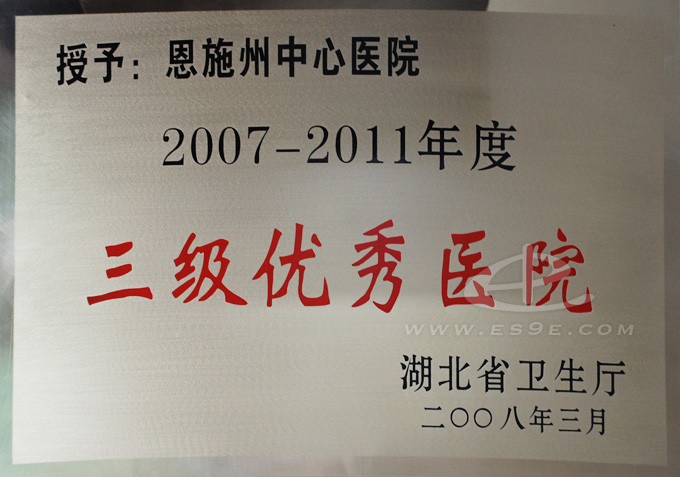 授予：恩施州中心医院
2007-2011年度
三级优秀医院
WWW.ES9E.COM
湖北省卫生厅
二〇〇八年三月